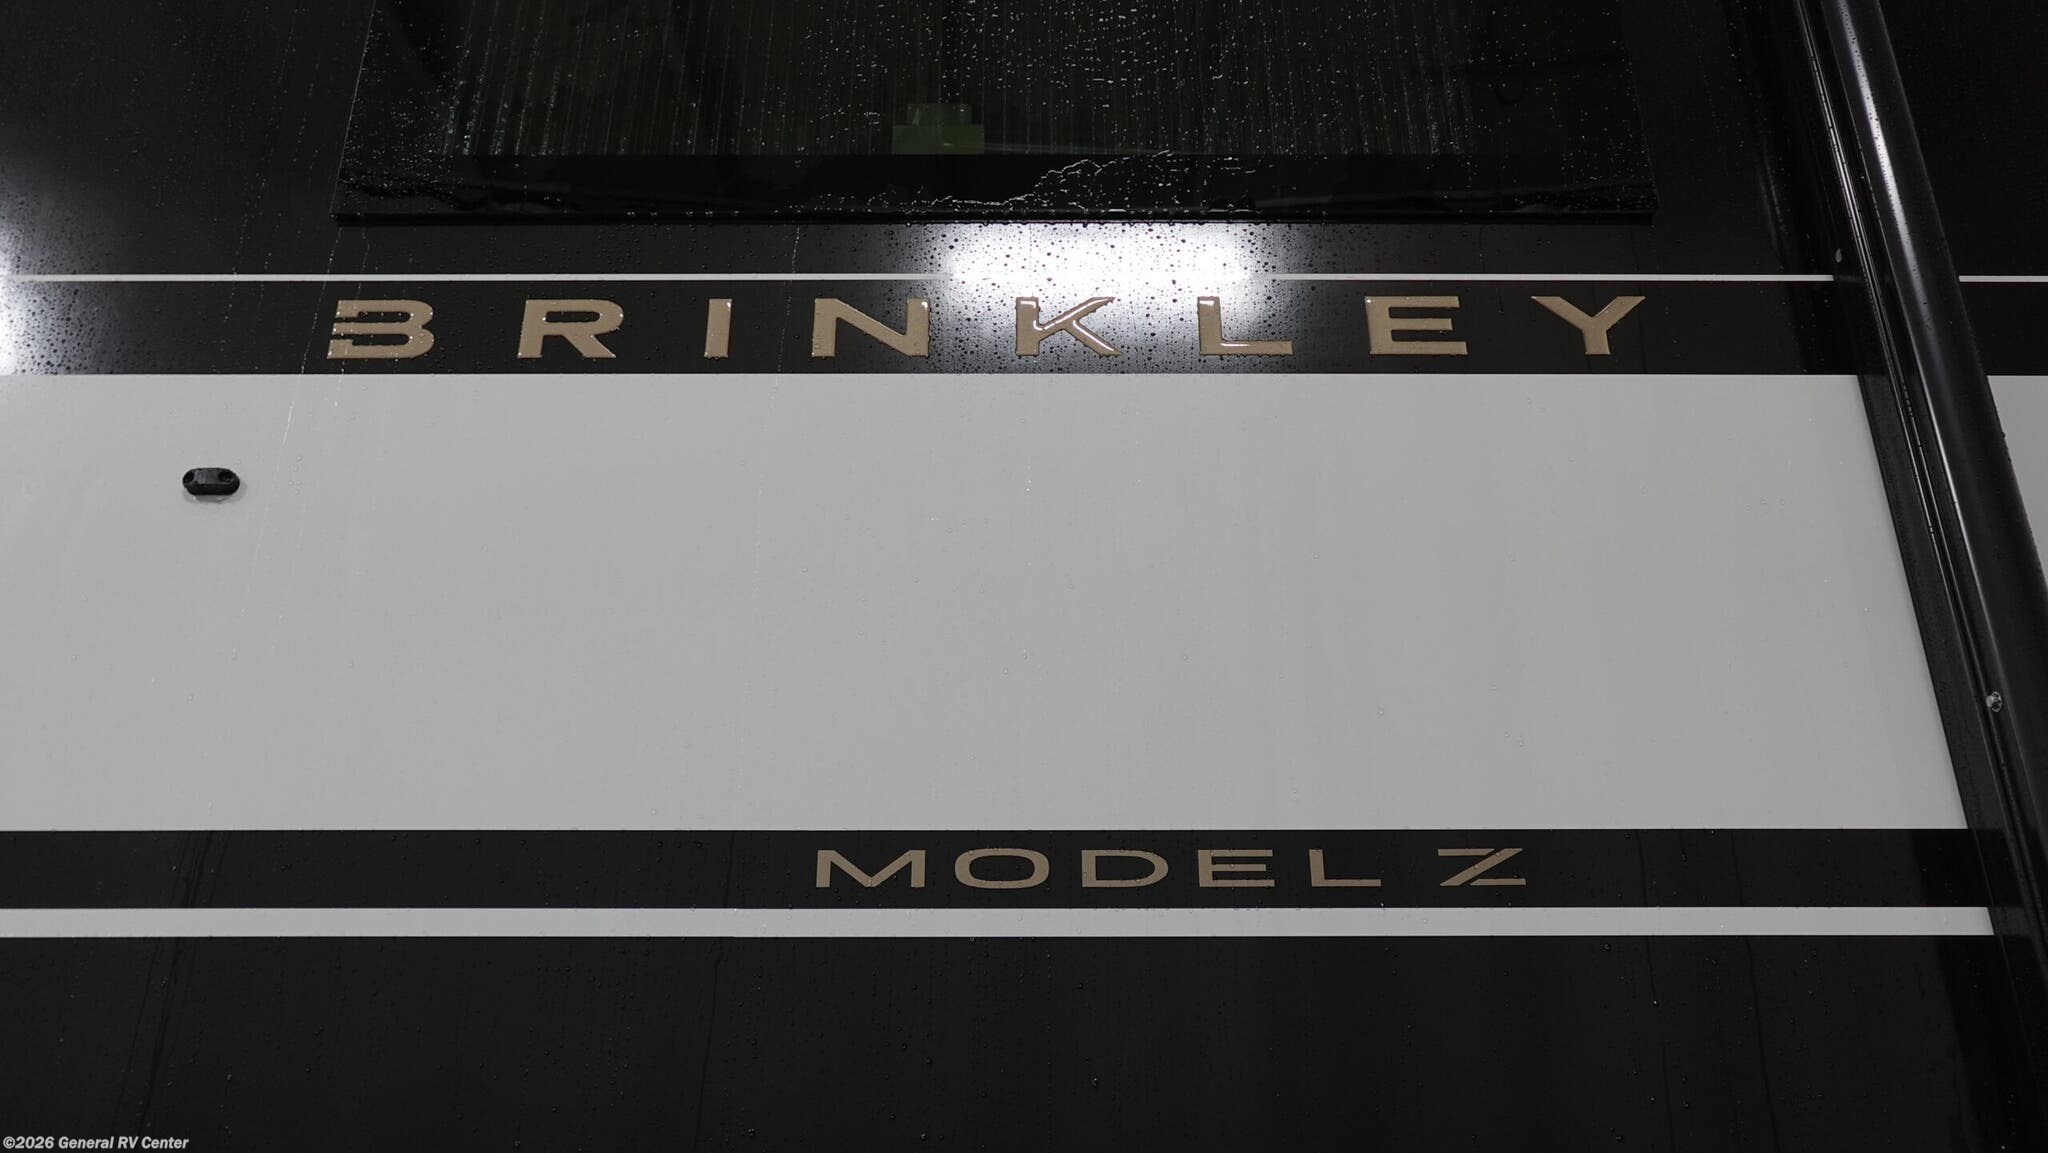 BRINKLEY
MODEL Z
©2026 General RV Center